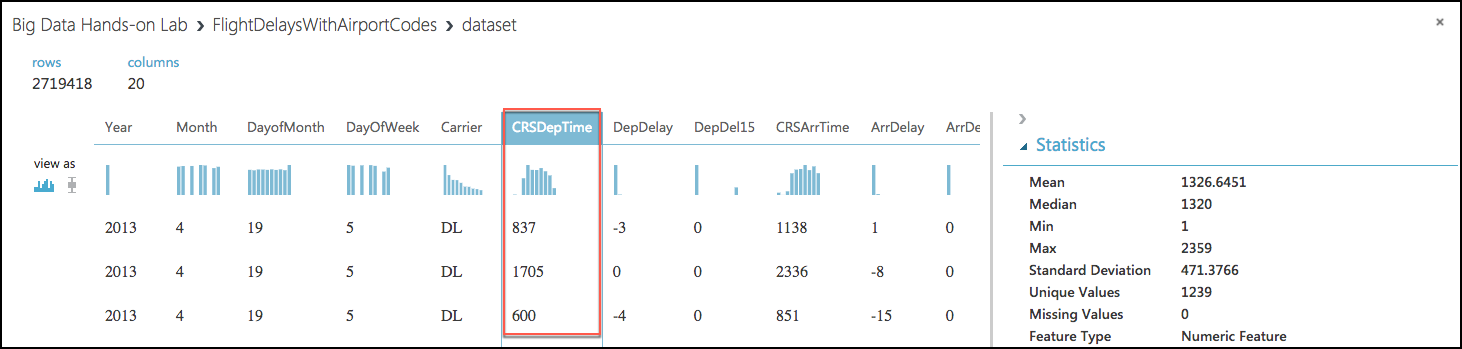 Big Data Hands-on Lab > FlightDelaysWithAirportCodes > dataset ×
rows columns
2719418 20
Year Month DayofMonth DayOfWeek Carrier CRSDepTime DepDelay DepDel15 CRSArrTime ArrDelay ArrDe
view as
2013 4 19 5 DL 837 -3 0 1138 1 0
2013 4 19 5 DL 1705 0 0 2336 -8 0
2013 4 19 5 DL 600 -4 0 851 -15 0
>
Statistics
Mean 1326.6451
Median 1320
Min 1
Max 2359
Standard Deviation 471.3766
Unique Values 1239
Missing Values 0
Feature Type Numeric Feature